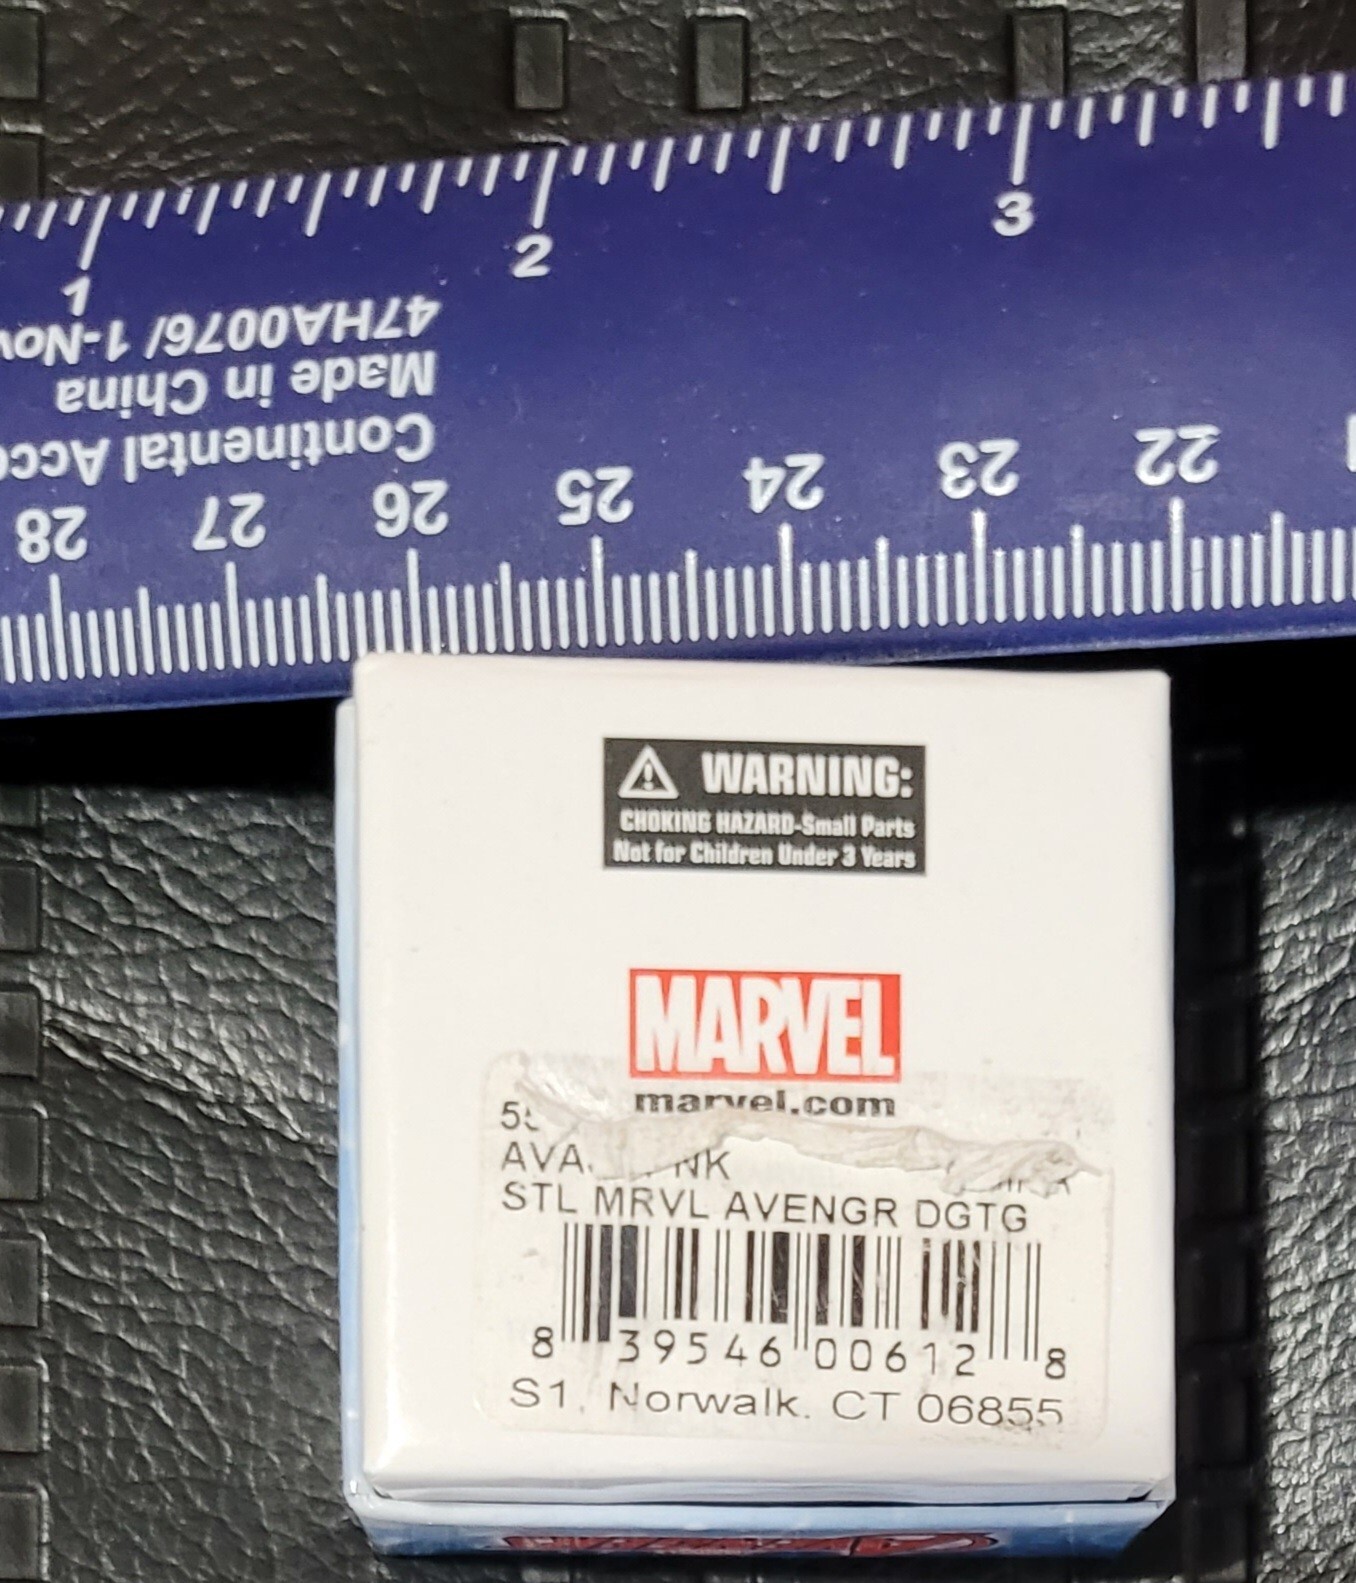 1 2 3
47HA0076/ 1-Nov
Made in China
Continental
28 27 26 25 24 23 22
WARNING:
CHOKING HAZARD-Small Parts
Not for Children Under 3 Years
MARVEL
marvel.com
STL MRVL AVENGR DGTG
8 39546 00612 8
S1, Norwalk. CT 06855